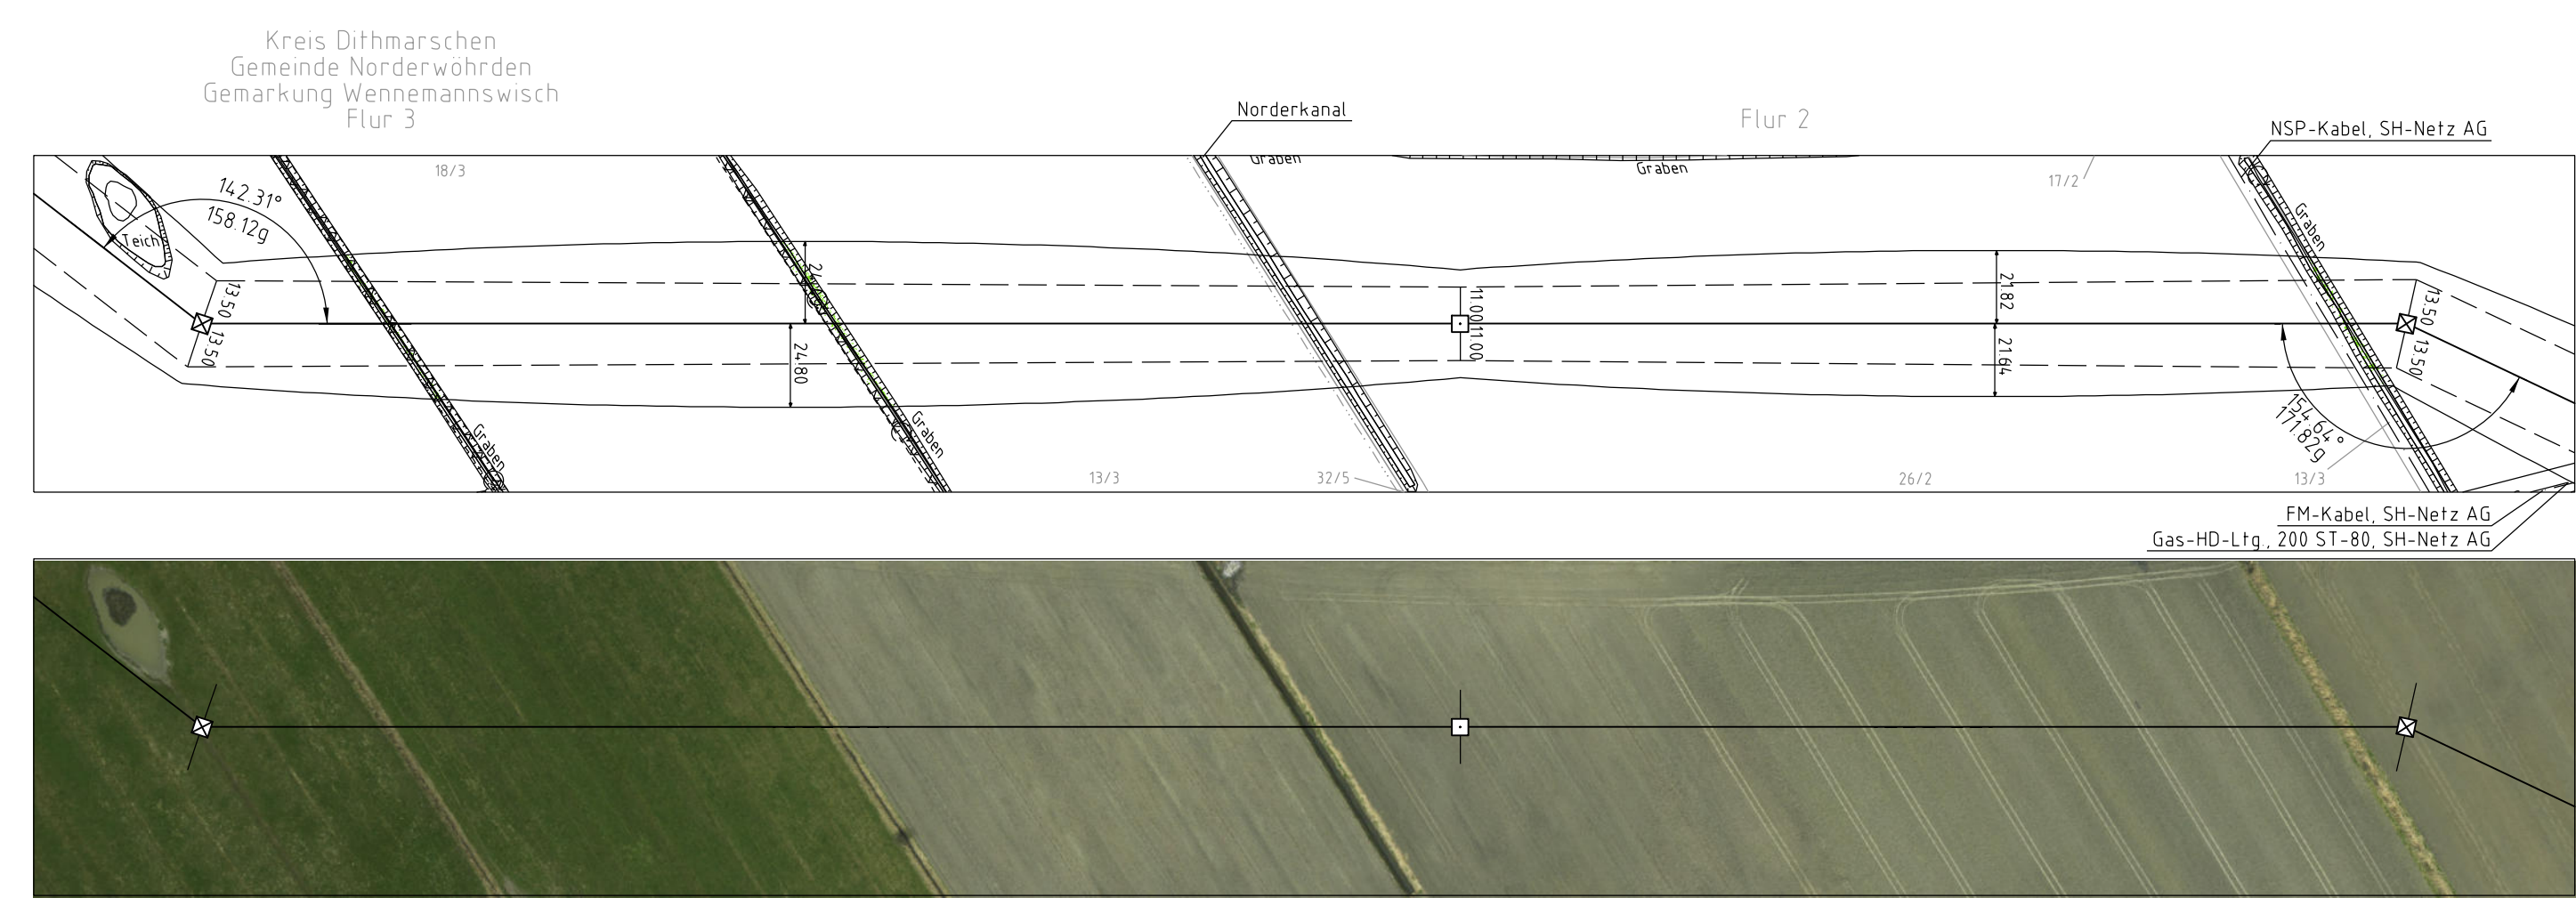 Kreis Dithmarschen
Gemeinde Norderwöhrden
Gemarkung Wennemannswisch
Flur 3
Norderkanal
Flur 2
NSP-Kabel, SH-Netz AG
18/3
Graben
Graben
17/2
142.31°
158.12g
Teich
Graben
13.50
13.50
24.80
11.00
11.00
21.82
21.64
13.50
13.50
154.64°
171.82g
Graben
Graben
13/3
32/5
26/2
13/3
FM-Kabel, SH-Netz AG
Gas-HD-Ltg., 200 ST-80, SH-Netz AG